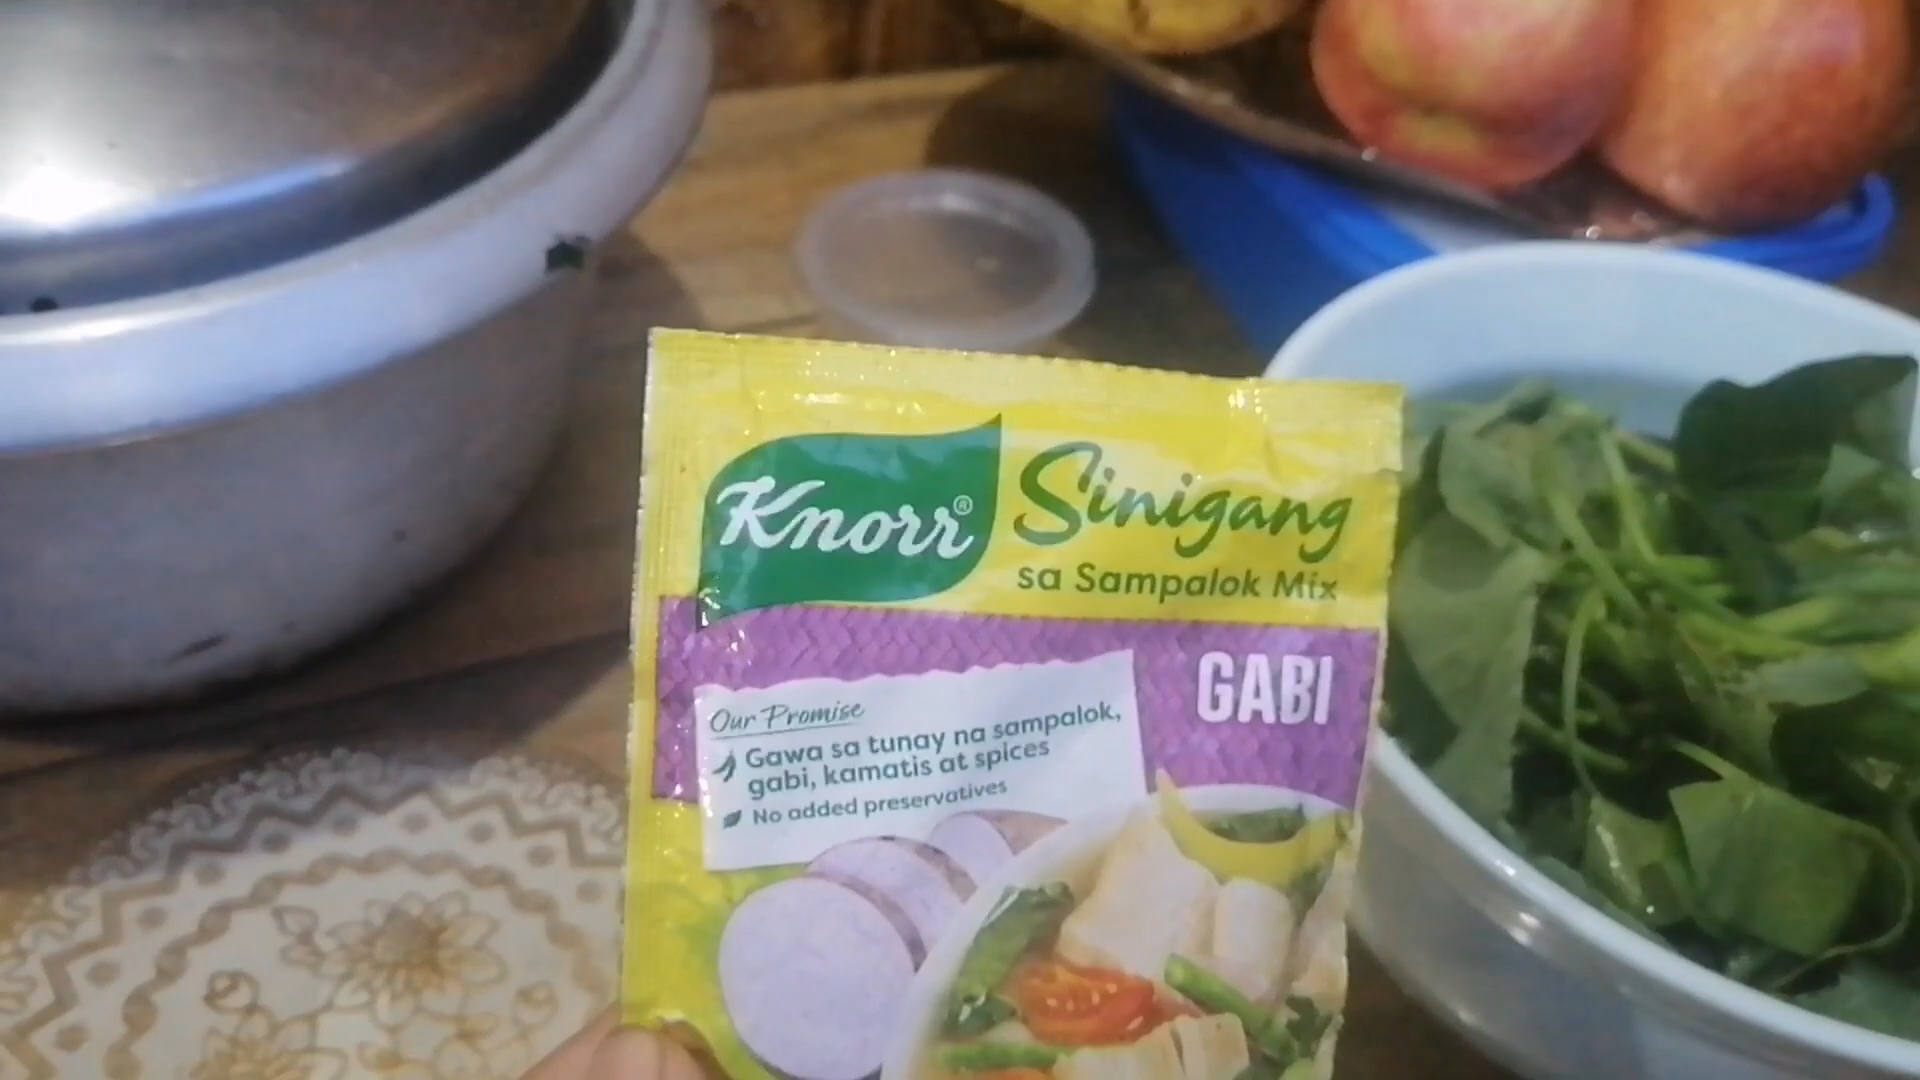 Knorr®
Sinigang
sa Sampalok Mix
GABI
Our Promise
Gawa sa tunay na sampalok,
gabi, kamatis at spices
No added preservatives